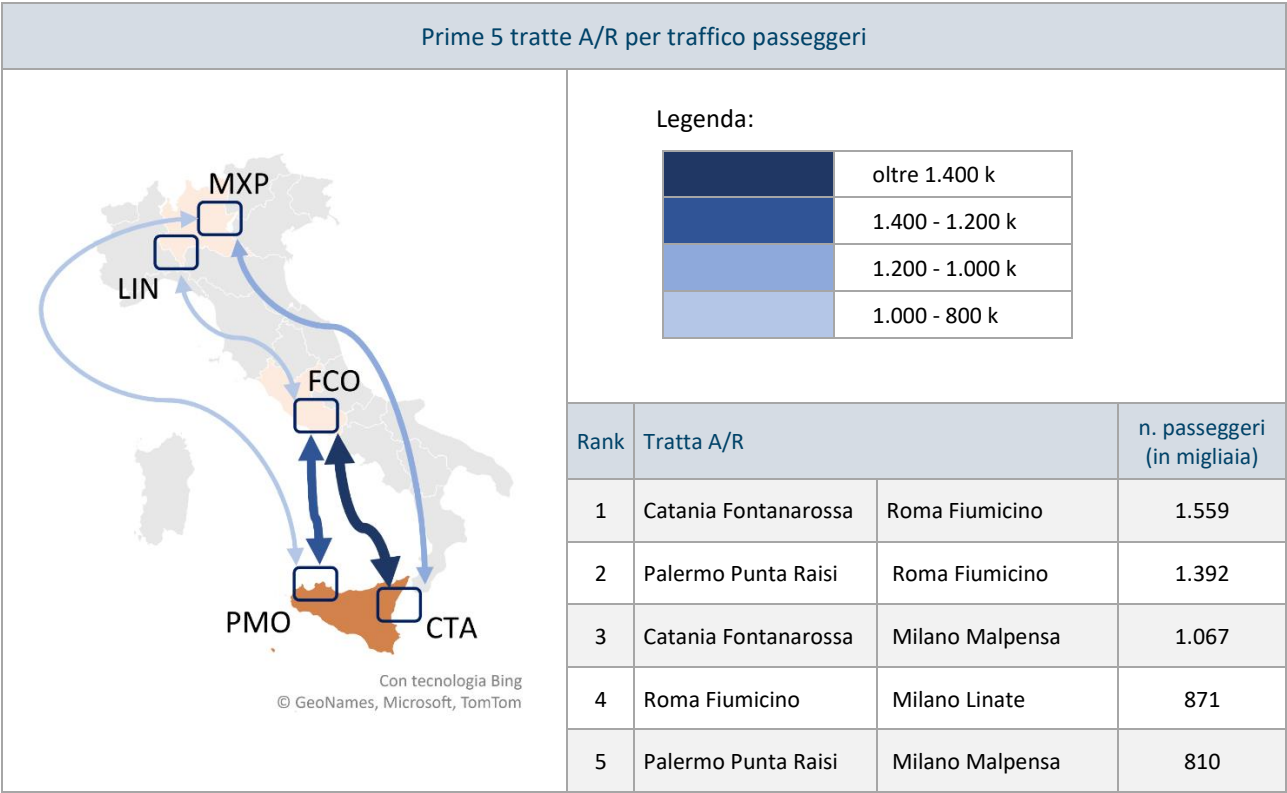 Prime 5 tratte A/R per traffico passeggeri
MXP
LIN
FCO
PMO
CTA
Con tecnologia Bing
© GeoNames, Microsoft, TomTom
Legenda:
oltre 1.400 k
1.400 - 1.200 k
1.200 - 1.000 k
1.000 - 800 k
Rank Tratta A/R n. passeggeri (in migliaia)
1 Catania Fontanarossa Roma Fiumicino 1.559
2 Palermo Punta Raisi Roma Fiumicino 1.392
3 Catania Fontanarossa Milano Malpensa 1.067
4 Roma Fiumicino Milano Linate 871
5 Palermo Punta Raisi Milano Malpensa 810